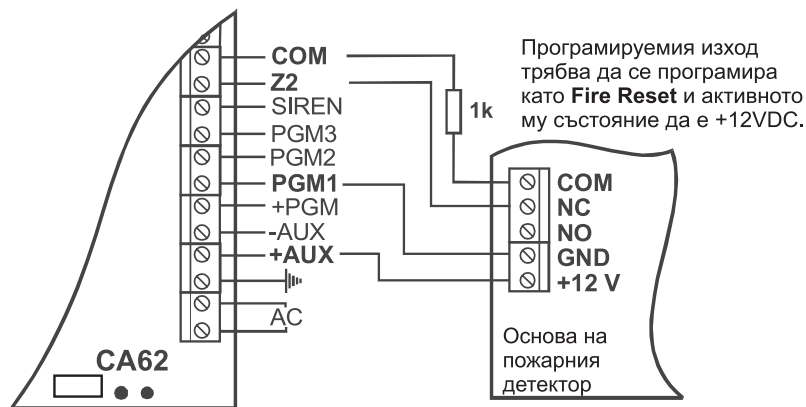 COM
Z2
SIREN
PGM3
PGM2
PGM1
+PGM
-AUX
+AUX
AC
CA62
1k
Програмируемия изход
трябва да се програмира
като Fire Reset и активното
му състояние да е +12VDC.
COM
NC
NO
GND
+12 V
Основа на
пожарния
детектор